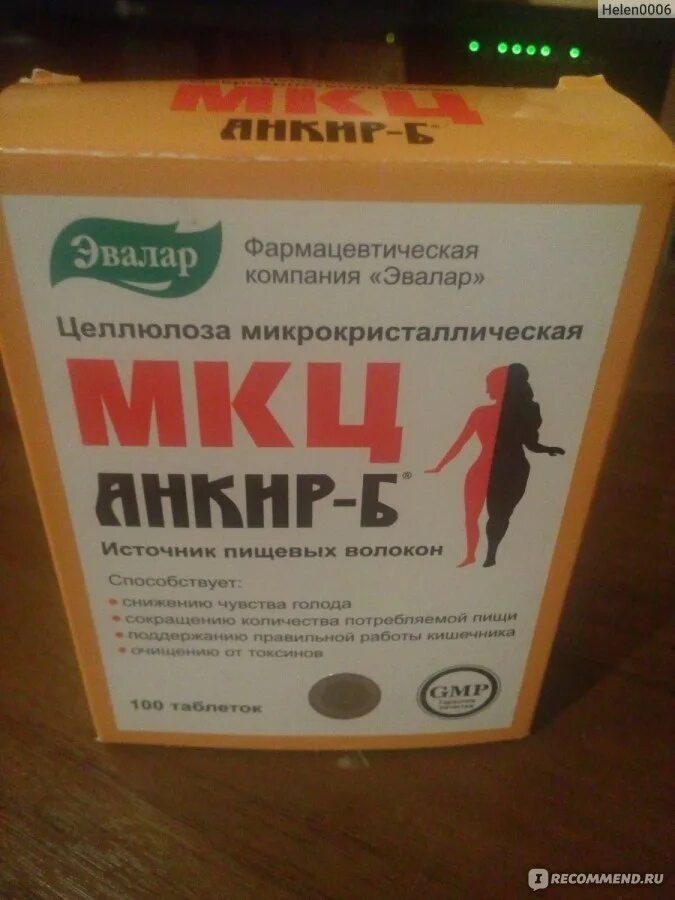 Helen0006
МКЦ
АНКИР-Б®
Эвалар
Фармацевтическая
компания «Эвалар»
Целлюлоза микрокристаллическая
МКЦ
АНКИР-Б®
Источник пищевых волокон
Способствует:
• снижению чувства голода
• сокращению количества потребляемой пищи
• поддержанию правильной работы кишечника
• очищению от токсинов
100 таблеток
GMP
IRECOMMEND.RU